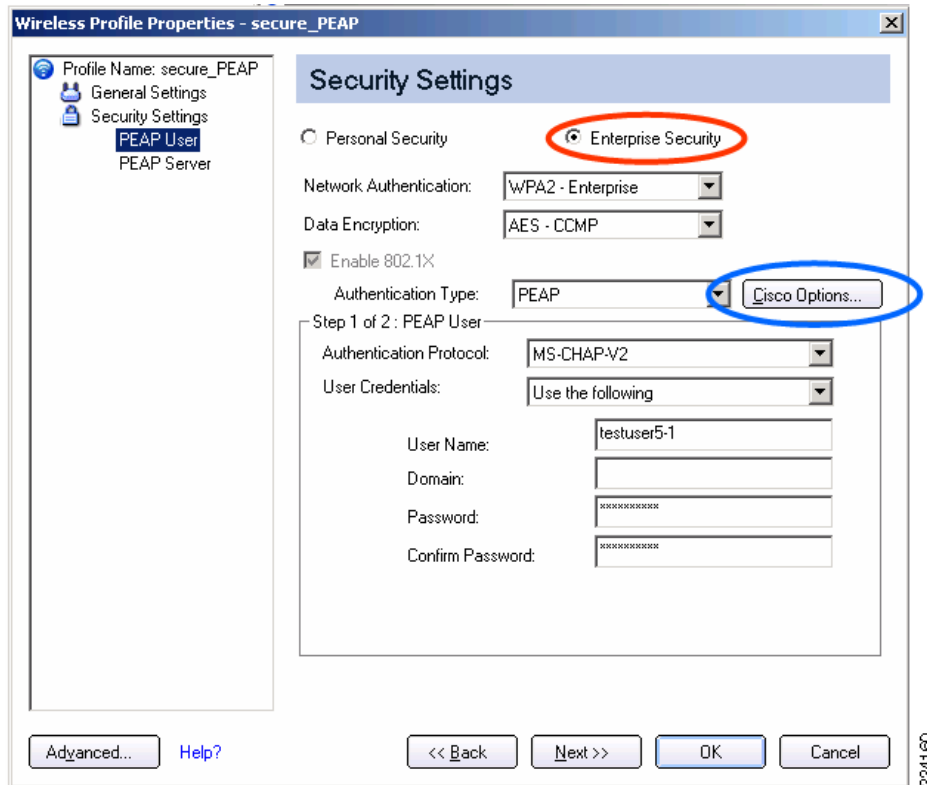 Wireless Profile Properties - secure_PEAP
Profile Name: secure_PEAP
General Settings
Security Settings
PEAP User
PEAP Server
Security Settings
Personal Security
Enterprise Security
Network Authentication: WPA2 - Enterprise
Data Encryption: AES - CCMP
Enable 802.1X
Authentication Type: PEAP Cisco Options...
Step 1 of 2 : PEAP User
Authentication Protocol: MS-CHAP-V2
User Credentials: Use the following
User Name: testuser5-1
Domain:
Password: **********
Confirm Password: **********
Advanced... Help? << Back Next >> OK Cancel